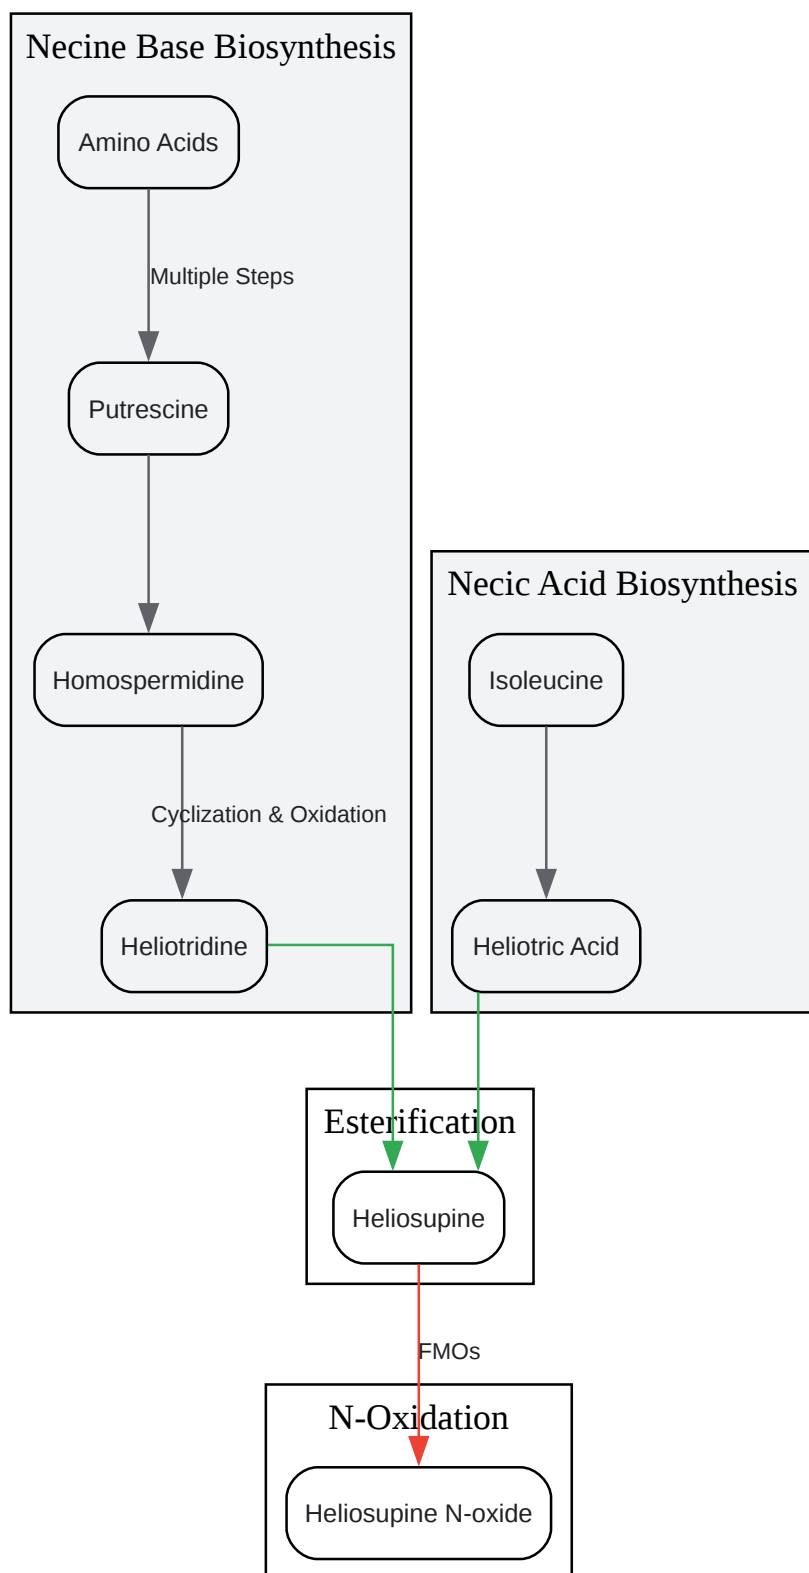 Necine Base Biosynthesis
Amino Acids
Multiple Steps
Putrescine
Homospermidine
Cyclization & Oxidation
Heliotridine
Necic Acid Biosynthesis
Isoleucine
Heliotric Acid
Esterification
Heliosupine
FMOs
N-Oxidation
Heliosupine N-oxide